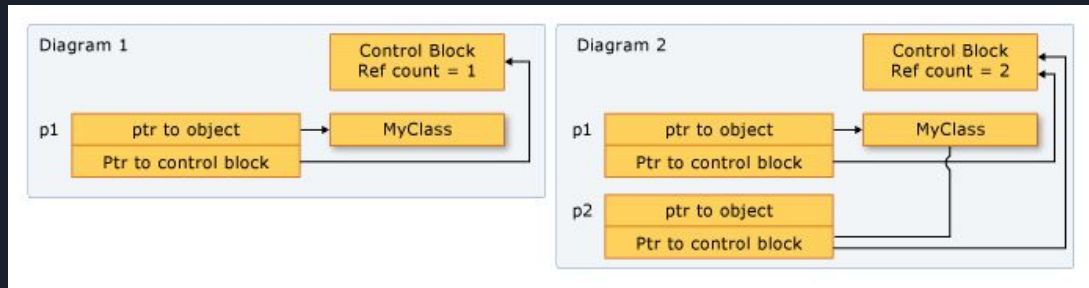 Diagram 1
Control Block
Ref count = 1
p1
ptr to object
MyClass
Ptr to control block
Diagram 2
Control Block
Ref count = 2
p1
ptr to object
MyClass
Ptr to control block
p2
ptr to object
Ptr to control block